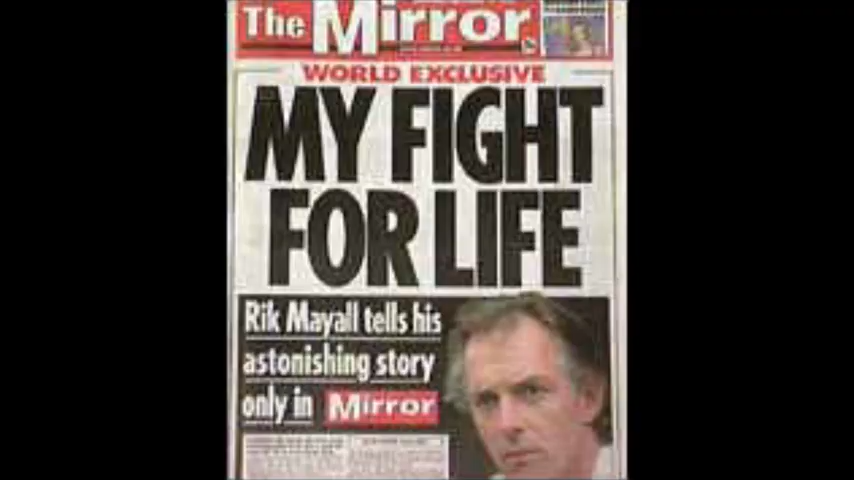 The Mirror
WORLD EXCLUSIVE
MY FIGHT
FOR LIFE
Rik Mayall tells his
astonishing story
only in Mirror